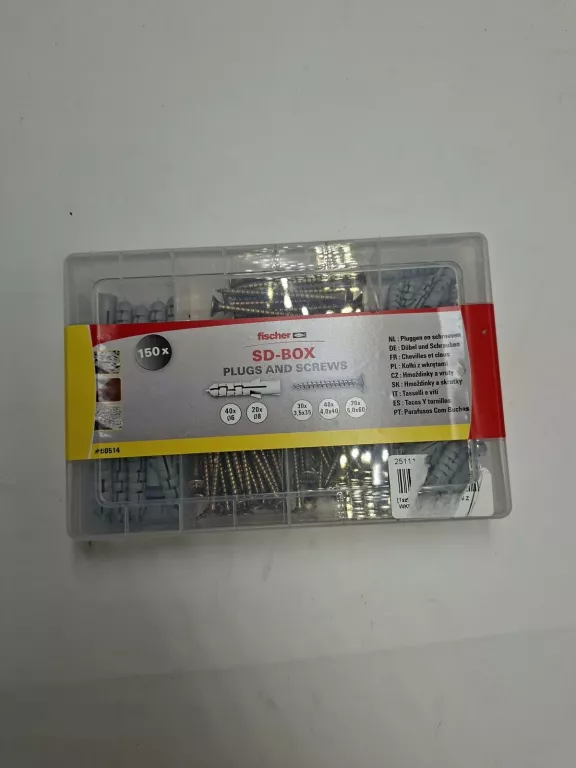 150 x
fischer
SD-BOX
PLUGS AND SCREWS
40x
Ø6
20x
Ø8
30x
3,5x30
40x
4,0x40
20x
5,0x60
NL : Pluggen en schroeven
DE : Dübel und Schrauben
FR : Chevilles et clous
PL : Kołki z wkrętami
CZ : Hmoždinky a vruty
SK : Hmoždinky a skrutky
IT : Tasselli e viti
ES : Tacos Y tornillos
PT: Parafusos Com Buchas
25111